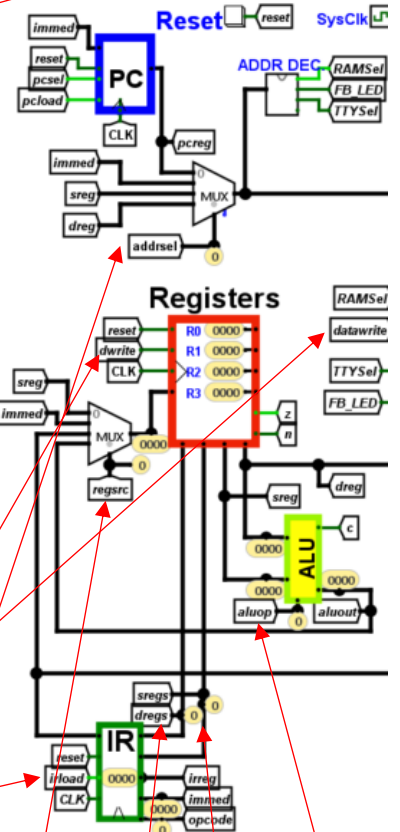 Reset reset SysClk
immed
reset
pcsel
pcload
PC
CLK
pcreg
ADDR DEC
RAMSel
FB_LED
TTYSel
immed
sreg
dreg
0
MUX
addrsel
0
Registers
RAMSel
datawrite
TTYSel
FB_LED
reset
dwrite
CLK
R0 0000
R1 0000
R2 0000
R3 0000
z
n
sreg
immed
0
MUX
0000
0
regsrc
dreg
sreg
c
ALU
0000
0000
0000
aluop
0
aluout
sregs
dregs
0
0
IR
reset
irload
CLK
0000
irreg
immed
opcode
0000
0